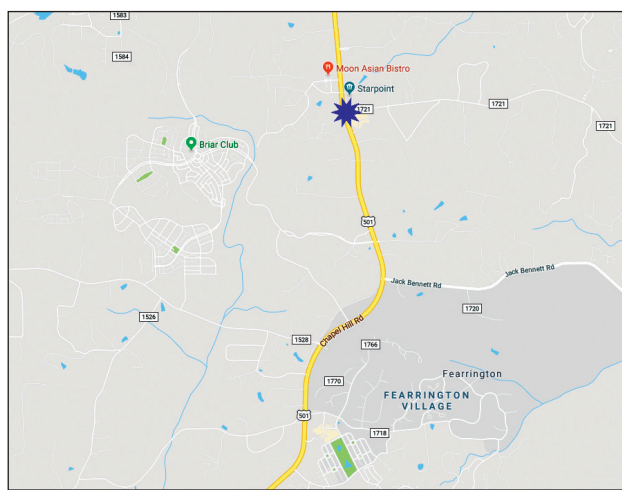 1583
1584
Moon Asian Bistro
Starpoint
1721
1721
1721
Briar Club
501
Jack Bennett Rd
Jack Bennett Rd
1720
1526
Chapel Hill Rd
1528
1766
Fearrington
1770
FEARRINGTON
VILLAGE
501
1718